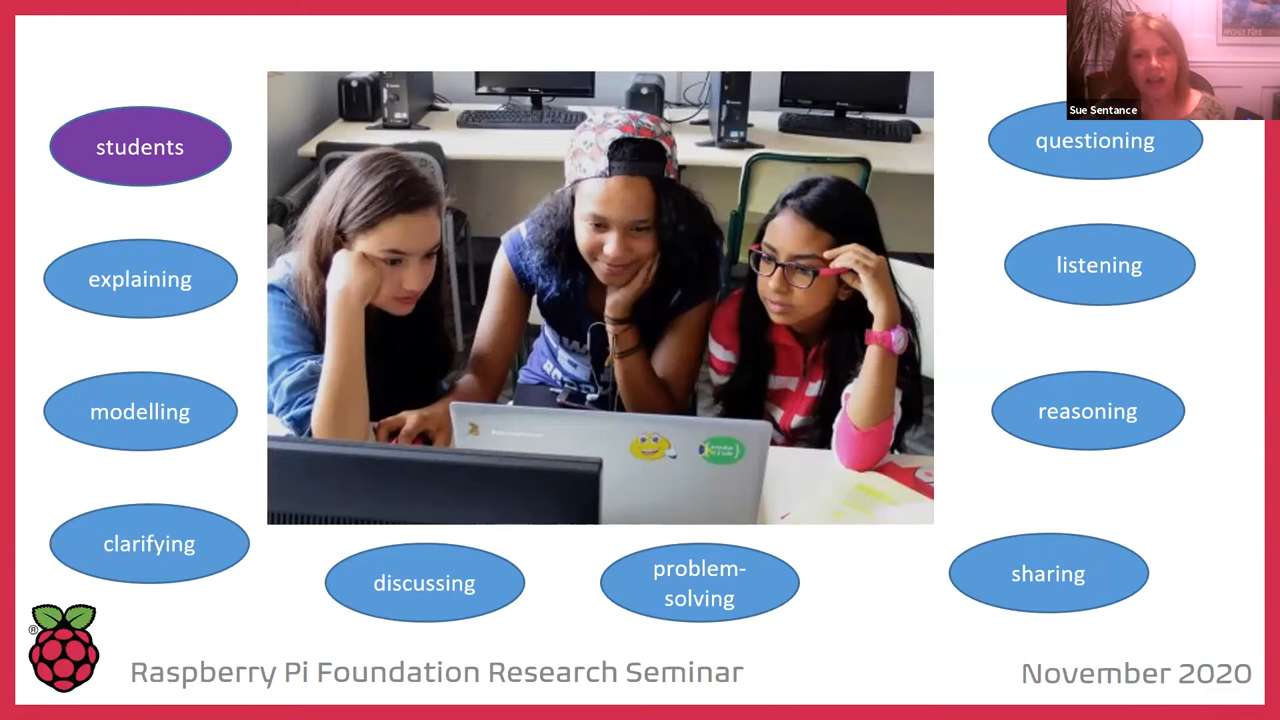 Sue Sentance
students
questioning
explaining
listening
modelling
reasoning
clarifying
discussing
problem-
solving
sharing
®
Raspberry Pi Foundation Research Seminar
November 2020